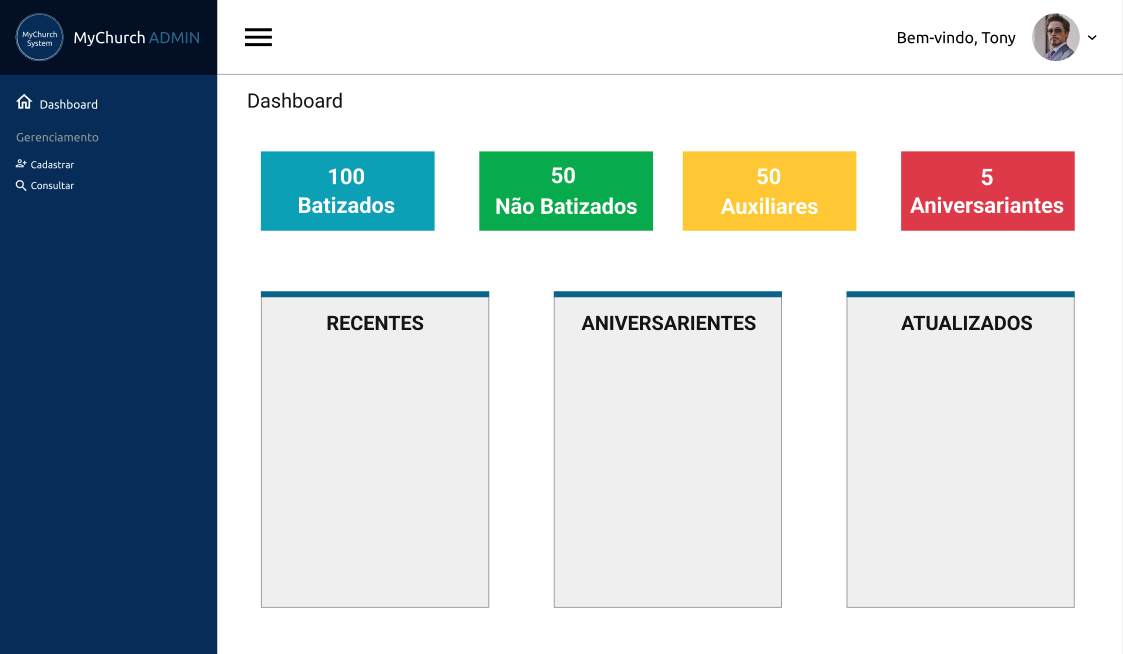 MyChurch
System
MyChurch ADMIN
Bem-vindo, Tony
Dashboard
Gerenciamento
Cadastrar
Consultar
Dashboard
100
Batizados
50
Não Batizados
50
Auxiliares
5
Aniversariantes
RECENTES
ANIVERSARIENTES
ATUALIZADOS